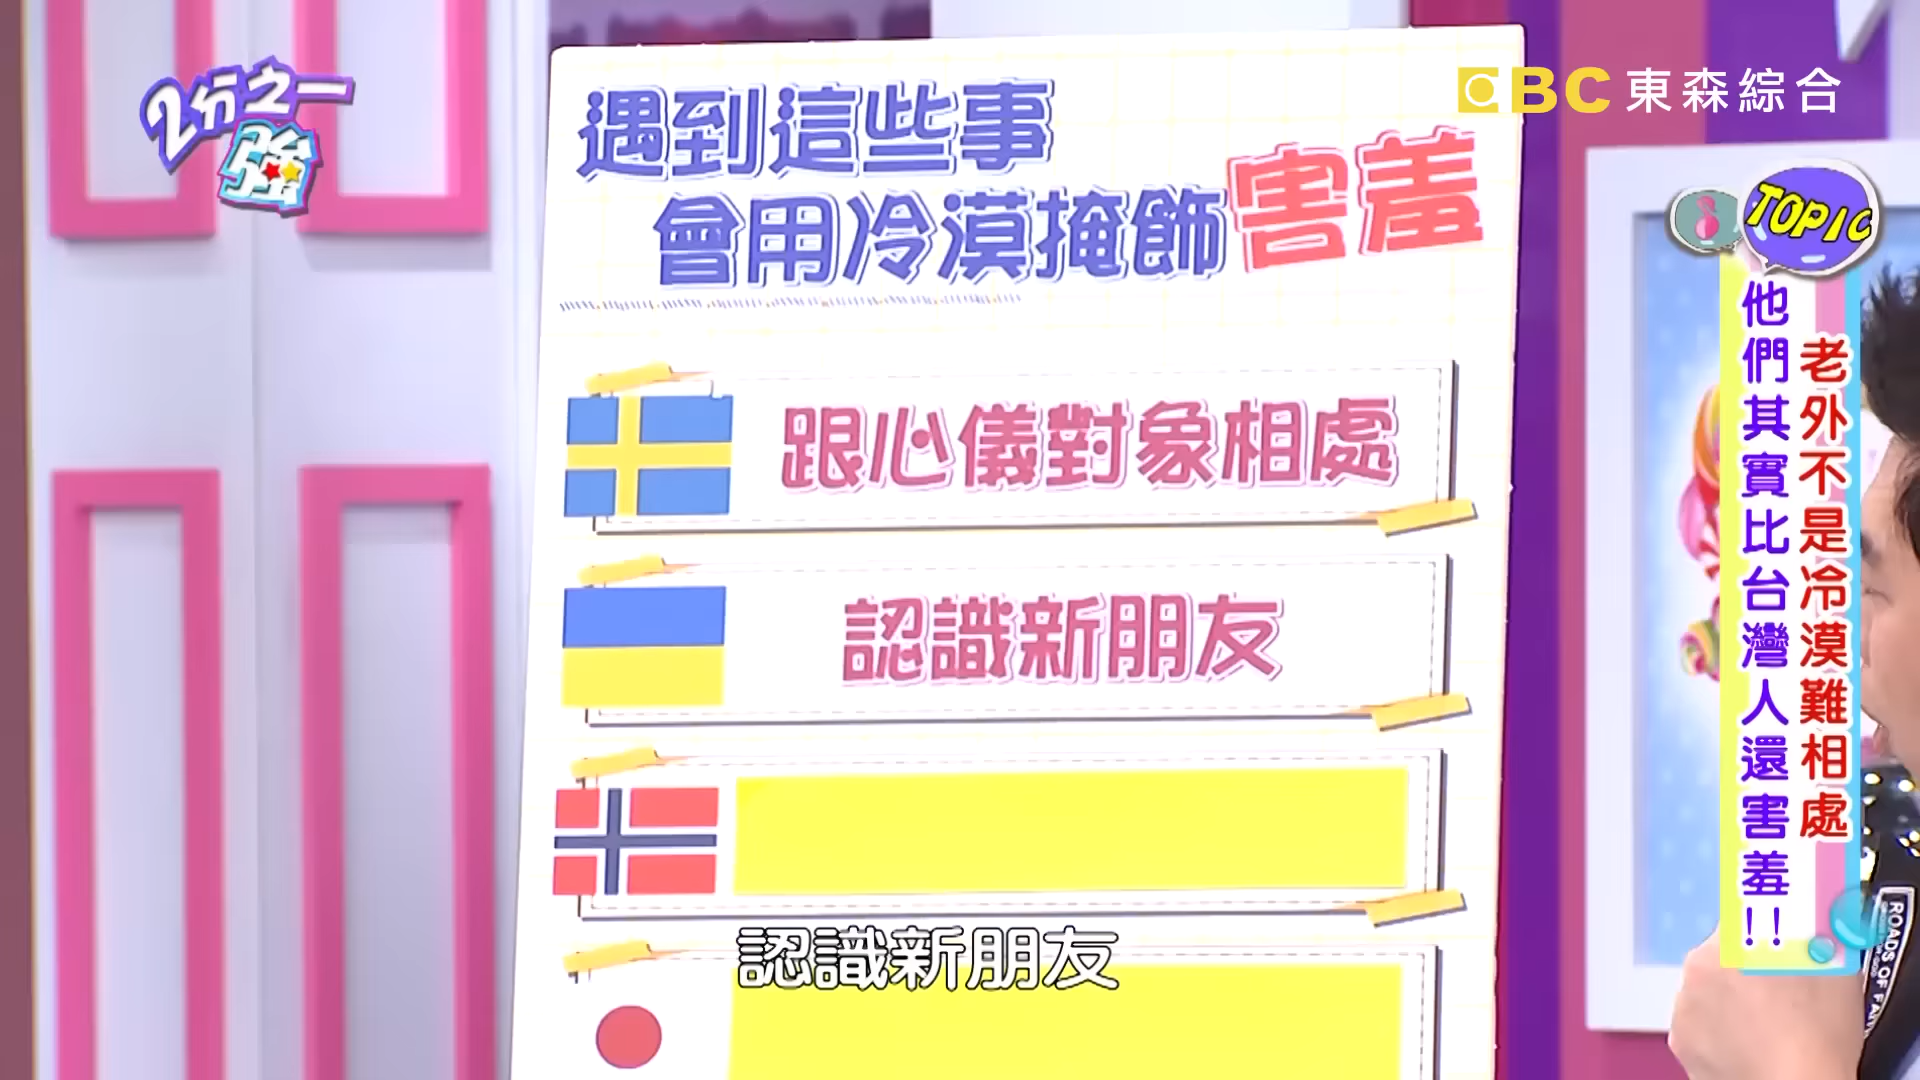 2分之一
強
EBC 東森綜合
TOPIC
老外不是冷漠難相處
他們其實比台灣人還害羞!!
遇到這些事
會用冷漠掩飾害羞
跟心儀對象相處
認識新朋友
認識新朋友
ROADS OF FA